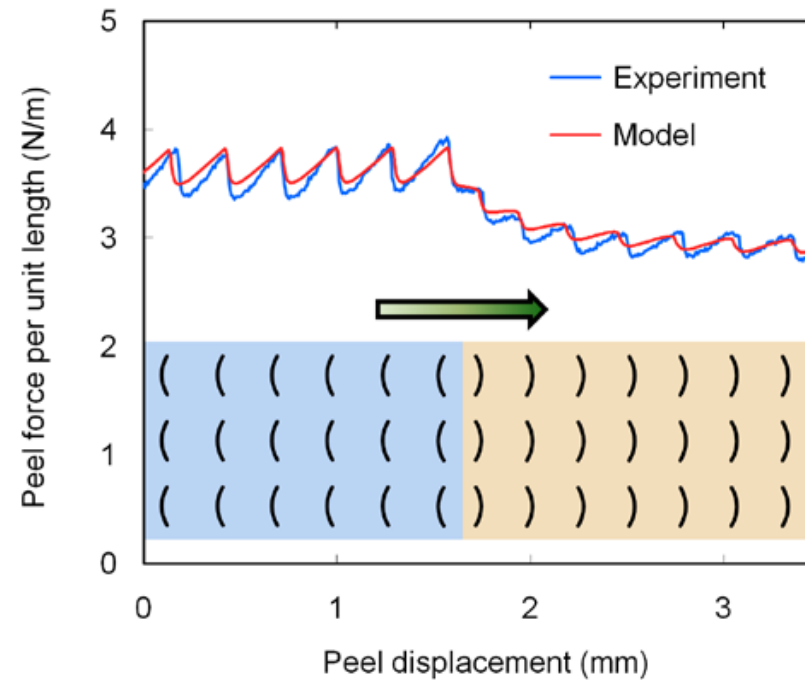 5
4
3
2
1
0
Peel force per unit length (N/m)
Experiment
Model
0 1 2 3
Peel displacement (mm)